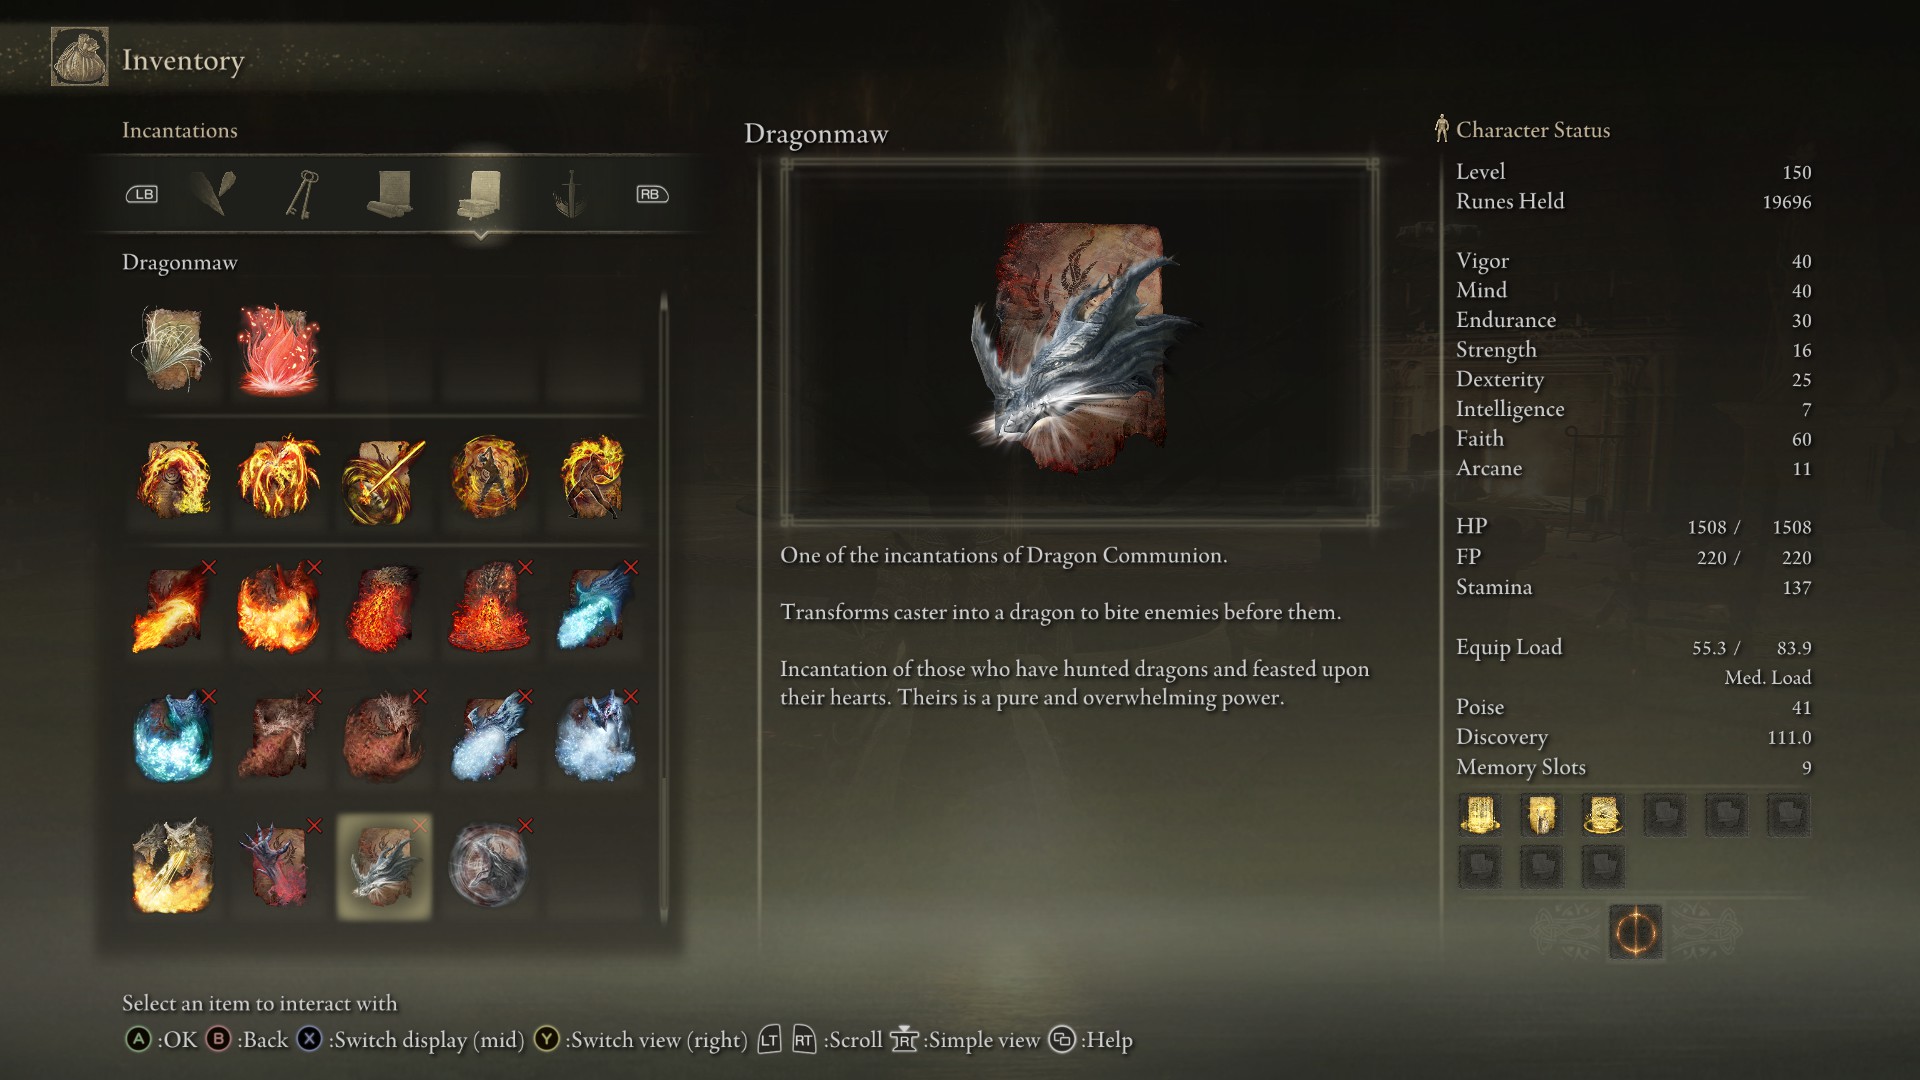 Inventory
Incantations
LB
RB
Dragonmaw
Dragonmaw
One of the incantations of Dragon Communion.
Transforms caster into a dragon to bite enemies before them.
Incantation of those who have hunted dragons and feasted upon
their hearts. Theirs is a pure and overwhelming power.
Character Status
Level 150
Runes Held 19696
Vigor 40
Mind 40
Endurance 30
Strength 16
Dexterity 25
Intelligence 7
Faith 60
Arcane 11
HP 1508 / 1508
FP 220 / 220
Stamina 137
Equip Load 55.3 / 83.9
Med. Load
Poise 41
Discovery 111.0
Memory Slots 9
Select an item to interact with
A :OK B :Back X :Switch display (mid) Y :Switch view (right) LT RT :Scroll R :Simple view :Help